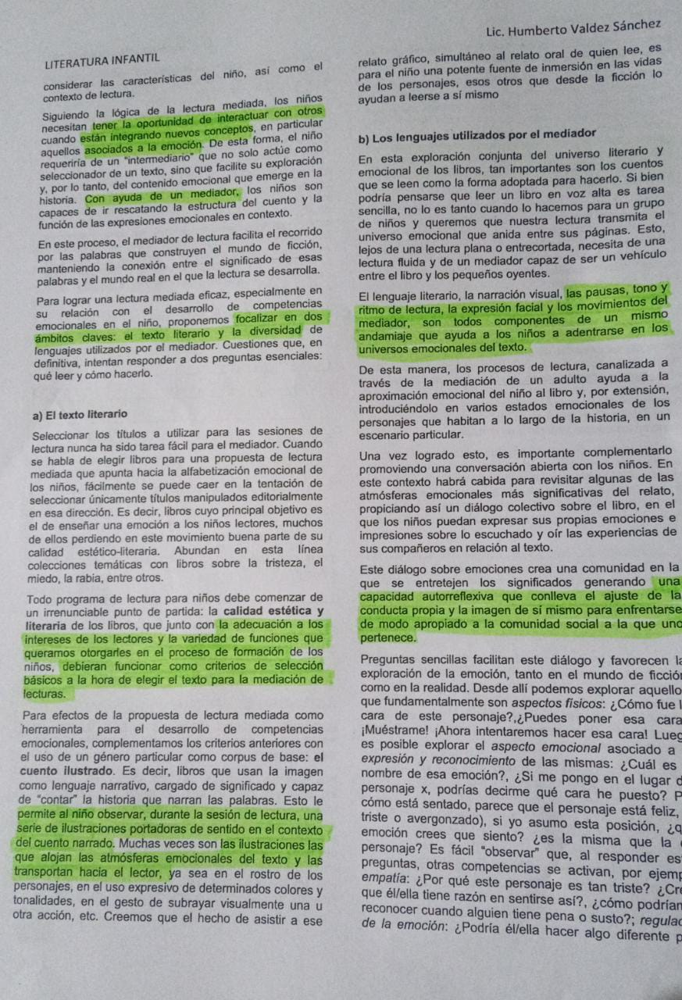 Lic. Humberto Valdez Sánchez
LITERATURA INFANTIL
considerar las características del niño, así como el
contexto de lectura.
Siguiendo la lógica de la lectura mediada, los niños
necesitan tener la oportunidad de interactuar con otros
cuando están integrando nuevos conceptos, en particular
aquellos asociados a la emoción. De esta forma, el niño
requeriría de un "intermediario" que no solo actúe como
seleccionador de un texto, sino que facilite su exploración
y, por lo tanto, del contenido emocional que emerge en la
historia. Con ayuda de un mediador, los niños son
capaces de ir rescatando la estructura del cuento y la
función de las expresiones emocionales en contexto.
En este proceso, el mediador de lectura facilita el recorrido
por las palabras que construyen el mundo de ficción,
manteniendo la conexión entre el significado de esas
palabras y el mundo real en el que la lectura se desarrolla.
Para lograr una lectura mediada eficaz, especialmente en
su relación con el desarrollo de competencias
emocionales en el niño, proponemos focalizar en dos
ámbitos claves: el texto literario y la diversidad de
lenguajes utilizados por el mediador. Cuestiones que, en
definitiva, intentan responder a dos preguntas esenciales:
qué leer y cómo hacerlo.
a) El texto literario
Seleccionar los títulos a utilizar para las sesiones de
lectura nunca ha sido tarea fácil para el mediador. Cuando
se habla de elegir libros para una propuesta de lectura
mediada que apunta hacia la alfabetización emocional de
los niños, fácilmente se puede caer en la tentación de
seleccionar únicamente títulos manipulados editorialmente
en esa dirección. Es decir, libros cuyo principal objetivo es
el de enseñar una emoción a los niños lectores, muchos
de ellos perdiendo en este movimiento buena parte de su
calidad estético-literaria. Abundan en esta línea
colecciones temáticas con libros sobre la tristeza, el
miedo, la rabia, entre otros.
Todo programa de lectura para niños debe comenzar de
un irrenunciable punto de partida: la calidad estética y
literaria de los libros, que junto con la adecuación a los
intereses de los lectores y la variedad de funciones que
queramos otorgarles en el proceso de formación de los
niños, debieran funcionar como criterios de selección
básicos a la hora de elegir el texto para la mediación de
lecturas.
Para efectos de la propuesta de lectura mediada como
herramienta para el desarrollo de competencias
emocionales, complementamos los criterios anteriores con
el uso de un género particular como corpus de base: el
cuento ilustrado. Es decir, libros que usan la imagen
como lenguaje narrativo, cargado de significado y capaz
de "contar" la historia que narran las palabras. Esto le
permite al niño observar, durante la sesión de lectura, una
serie de ilustraciones portadoras de sentido en el contexto
del cuento narrado. Muchas veces son las ilustraciones las
que alojan las atmósferas emocionales del texto y las
transportan hacia el lector, ya sea en el rostro de los
personajes, en el uso expresivo de determinados colores y
tonalidades, en el gesto de subrayar visualmente una u
otra acción, etc. Creemos que el hecho de asistir a ese
relato gráfico, simultáneo al relato oral de quien lee, es
para el niño una potente fuente de inmersión en las vidas
de los personajes, esos otros que desde la ficción lo
ayudan a leerse a sí mismo
b) Los lenguajes utilizados por el mediador
En esta exploración conjunta del universo literario y
emocional de los libros, tan importantes son los cuentos
que se leen como la forma adoptada para hacerlo. Si bien
podría pensarse que leer un libro en voz alta es tarea
sencilla, no lo es tanto cuando lo hacemos para un grupo
de niños y queremos que nuestra lectura transmita el
universo emocional que anida entre sus páginas. Esto,
lejos de una lectura plana o entrecortada, necesita de una
lectura fluida y de un mediador capaz de ser un vehículo
entre el libro y los pequeños oyentes.
El lenguaje literario, la narración visual, las pausas, tono y
ritmo de lectura, la expresión facial y los movimientos del
mediador, son todos componentes de un mismo
andamiaje que ayuda a los niños a adentrarse en los
universos emocionales del texto.
De esta manera, los procesos de lectura, canalizada a
través de la mediación de un adulto ayuda a la
aproximación emocional del niño al libro y, por extensión,
introduciéndolo en varios estados emocionales de los
personajes que habitan a lo largo de la historia, en un
escenario particular.
Una vez logrado esto, es importante complementarlo
promoviendo una conversación abierta con los niños. En
este contexto habrá cabida para revisitar algunas de las
atmósferas emocionales más significativas del relato,
propiciando así un diálogo colectivo sobre el libro, en el
que los niños puedan expresar sus propias emociones e
impresiones sobre lo escuchado y oír las experiencias de
sus compañeros en relación al texto.
Este diálogo sobre emociones crea una comunidad en la
que se entretejen los significados generando una
capacidad autorreflexiva que conlleva el ajuste de la
conducta propia y la imagen de sí mismo para enfrentarse
de modo apropiado a la comunidad social a la que uno
pertenece.
Preguntas sencillas facilitan este diálogo y favorecen la
exploración de la emoción, tanto en el mundo de ficción
como en la realidad. Desde allí podemos explorar aquello
que fundamentalmente son aspectos físicos: ¿Cómo fue l
cara de este personaje?,¿Puedes poner esa cara
¡Muéstrame! ¡Ahora intentaremos hacer esa cara! Lueg
es posible explorar el aspecto emocional asociado a
expresión y reconocimiento de las mismas: ¿Cuál es
nombre de esa emoción?, ¿Si me pongo en el lugar d
personaje x, podrías decirme qué cara he puesto? P
cómo está sentado, parece que el personaje está feliz,
triste o avergonzado), si yo asumo esta posición, ¿q
emoción crees que siento? ¿es la misma que la
personaje? Es fácil "observar" que, al responder es
preguntas, otras competencias se activan, por ejemp
empatía: ¿Por qué este personaje es tan triste? ¿Cre
que él/ella tiene razón en sentirse así?, ¿cómo podrían
reconocer cuando alguien tiene pena o susto?; regulac
de la emoción: ¿Podría él/ella hacer algo diferente p